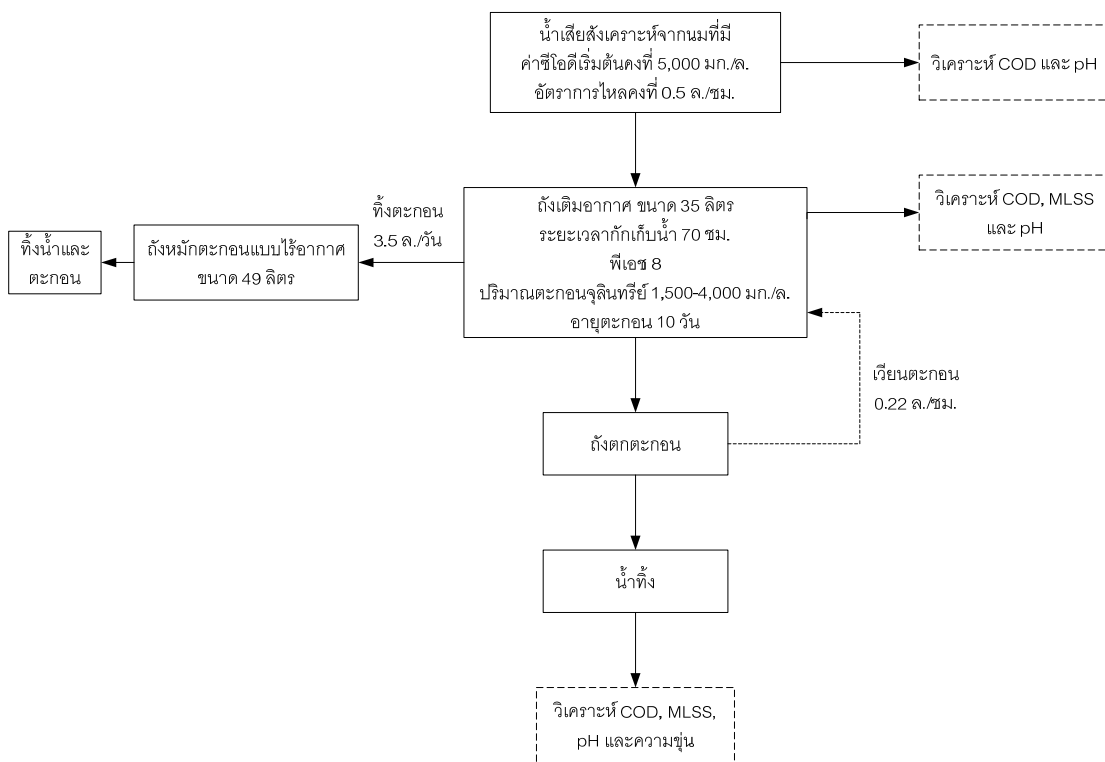 น้ำเสียสังเคราะห์จากนมที่มี
ค่าซีโอดีเริ่มต้นคงที่ 5,000 มก./ล.
อัตราการไหลคงที่ 0.5 ล./ชม.
วิเคราะห์ COD และ pH
ถังเติมอากาศ ขนาด 35 ลิตร
ระยะเวลากักเก็บน้ำ 70 ชม.
พีเอช 8
ปริมาณตะกอนจุลินทรีย์ 1,500-4,000 มก./ล.
อายุตะกอน 10 วัน
วิเคราะห์ COD, MLSS
และ pH
ทิ้งตะกอน
3.5 ล./วัน
ถังหมักตะกอนแบบไร้อากาศ
ขนาด 49 ลิตร
ทิ้งน้ำและ
ตะกอน
เวียนตะกอน
0.22 ล./ชม.
ถังตกตะกอน
น้ำทิ้ง
วิเคราะห์ COD, MLSS,
pH และความขุ่น